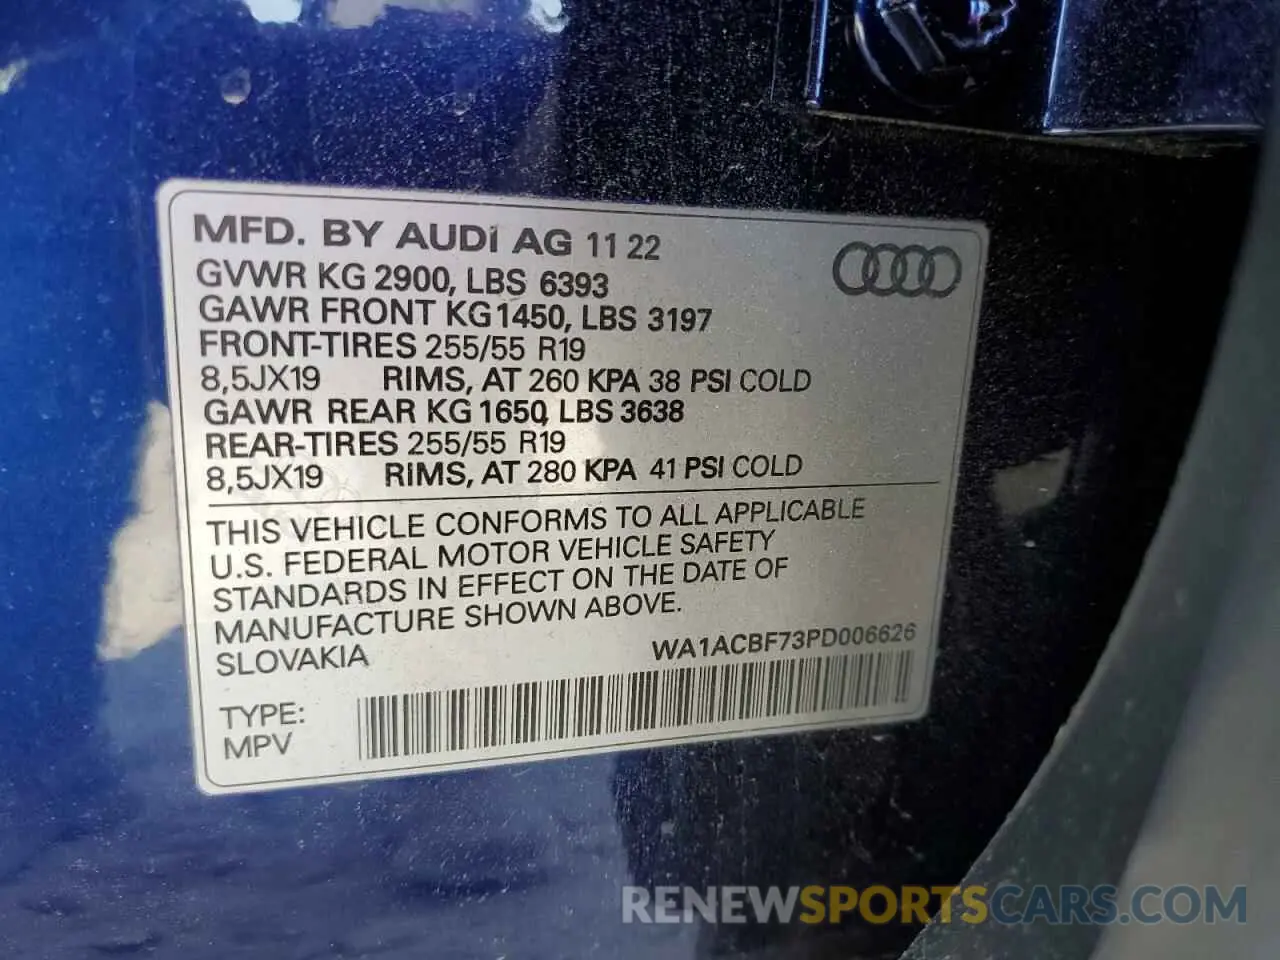 MFD. BY AUDI AG 11 22
GVWR KG 2900, LBS 6393
GAWR FRONT KG 1450, LBS 3197
FRONT-TIRES 255/55 R19
8,5JX19 RIMS, AT 260 KPA 38 PSI COLD
GAWR REAR KG 1650, LBS 3638
REAR-TIRES 255/55 R19
8,5JX19 RIMS, AT 280 KPA 41 PSI COLD
THIS VEHICLE CONFORMS TO ALL APPLICABLE
U.S. FEDERAL MOTOR VEHICLE SAFETY
STANDARDS IN EFFECT ON THE DATE OF
MANUFACTURE SHOWN ABOVE.
SLOVAKIA WA1ACBF73PD006626
TYPE:
MPV
RENEWSPORTSCARS.COM